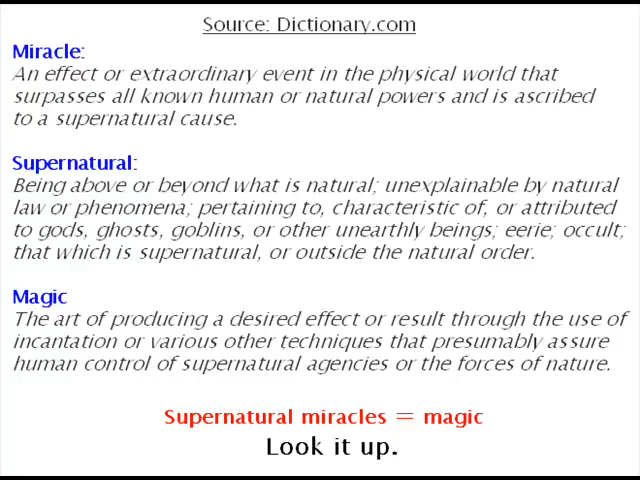 Source: Dictionary.com
Miracle:
An effect or extraordinary event in the physical world that
surpasses all known human or natural powers and is ascribed
to a supernatural cause.
Supernatural:
Being above or beyond what is natural; unexplainable by natural
law or phenomena; pertaining to, characteristic of, or attributed
to gods, ghosts, goblins, or other unearthly beings; eerie; occult;
that which is supernatural, or outside the natural order.
Magic
The art of producing a desired effect or result through the use of
incantation or various other techniques that presumably assure
human control of supernatural agencies or the forces of nature.
Supernatural miracles = magic
Look it up.